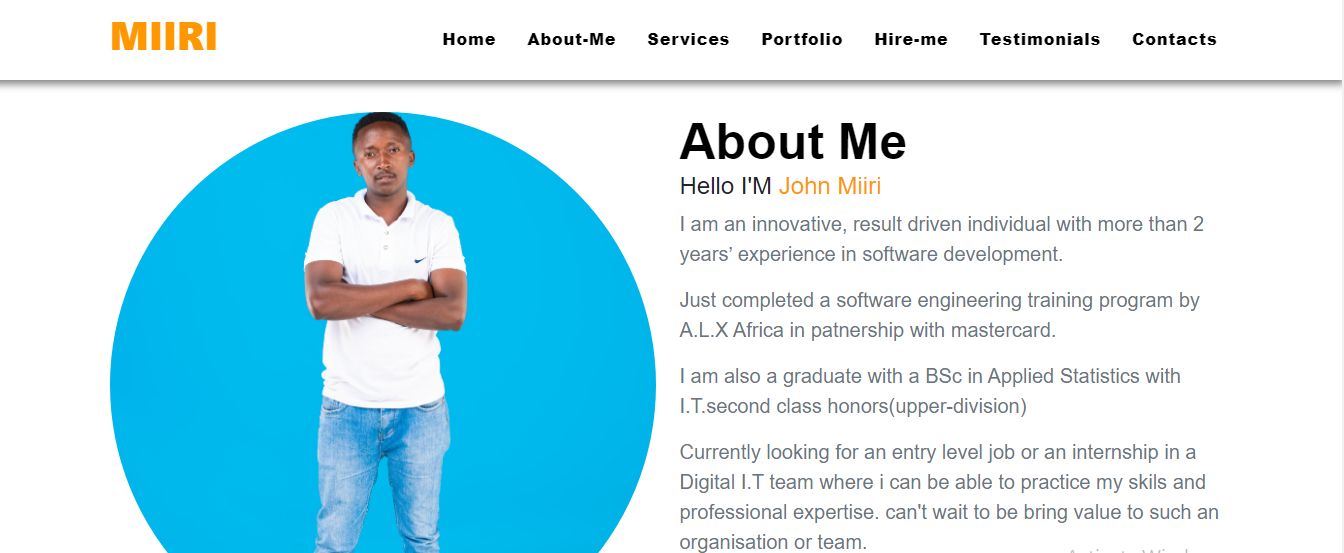 MIIRI
Home About-Me Services Portfolio Hire-me Testimonials Contacts
About Me
Hello I'M John Miiri
I am an innovative, result driven individual with more than 2
years’ experience in software development.
Just completed a software engineering training program by
A.L.X Africa in patnership with mastercard.
I am also a graduate with a BSc in Applied Statistics with
I.T.second class honors(upper-division)
Currently looking for an entry level job or an internship in a
Digital I.T team where i can be able to practice my skils and
professional expertise. can't wait to be bring value to such an
organisation or team.